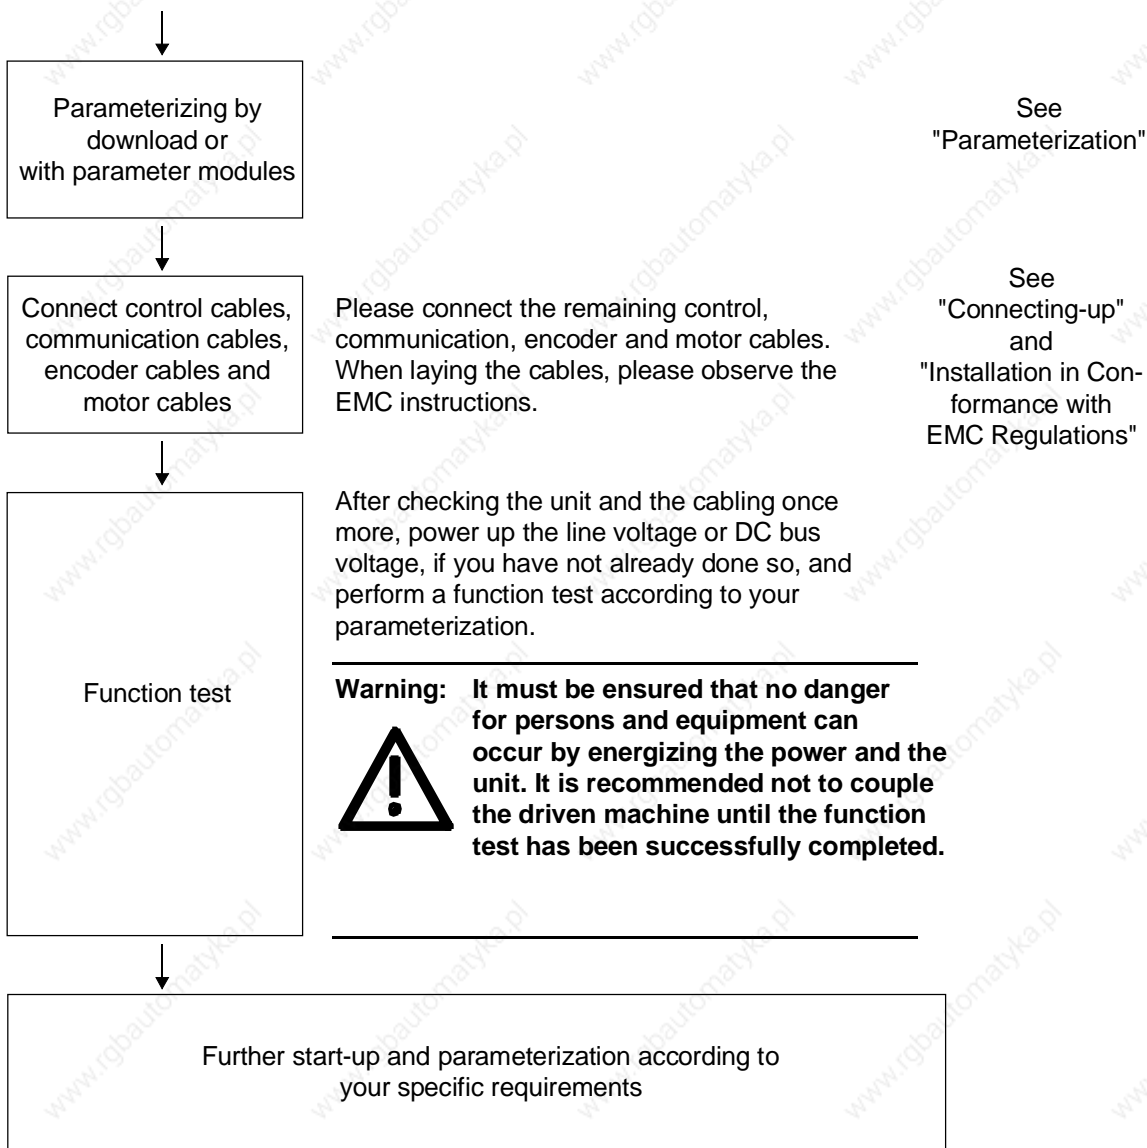 Parameterizing by
download or
with parameter modules
See
"Parameterization"
Connect control cables,
communication cables,
encoder cables and
motor cables
Please connect the remaining control,
communication, encoder and motor cables.
When laying the cables, please observe the
EMC instructions.
See
"Connecting-up"
and
"Installation in Con-
formance with
EMC Regulations"
Function test
After checking the unit and the cabling once
more, power up the line voltage or DC bus
voltage, if you have not already done so, and
perform a function test according to your
parameterization.
Warning: It must be ensured that no danger
for persons and equipment can
occur by energizing the power and the
unit. It is recommended not to couple
the driven machine until the function
test has been successfully completed.
Further start-up and parameterization according to
your specific requirements
www.rgbautomatyka.pl